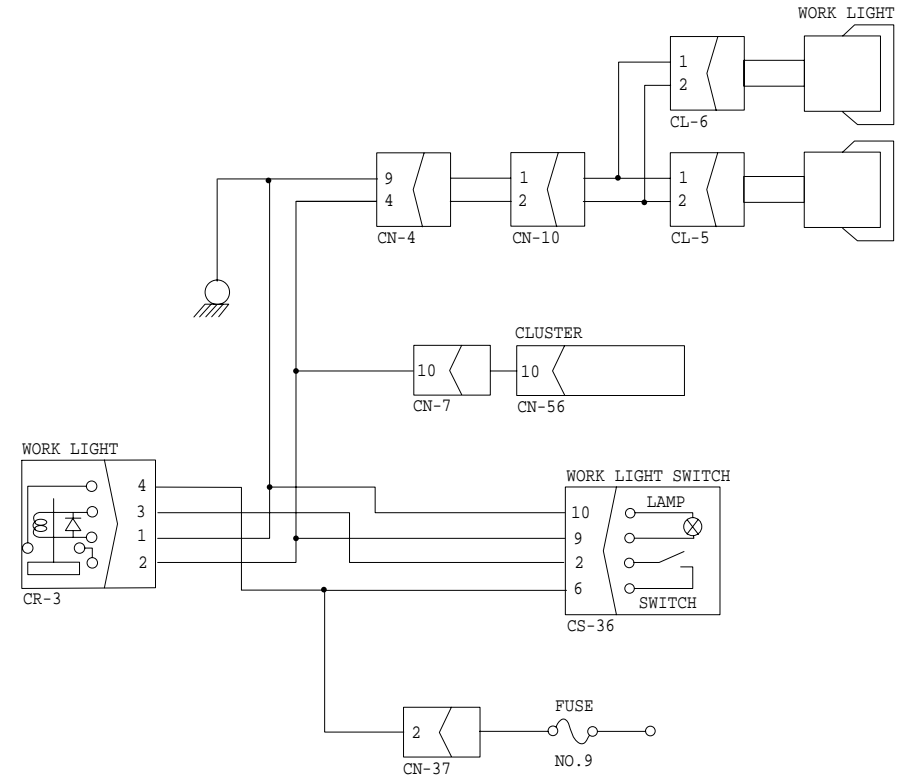 WORK LIGHT
1
2
CL-6
9
4
CN-4
1
2
CN-10
1
2
CL-5
CLUSTER
10
CN-7
10
CN-56
WORK LIGHT
4
3
1
2
CR-3
WORK LIGHT SWITCH
10
9
2
6
LAMP
SWITCH
CS-36
2
CN-37
FUSE
NO.9